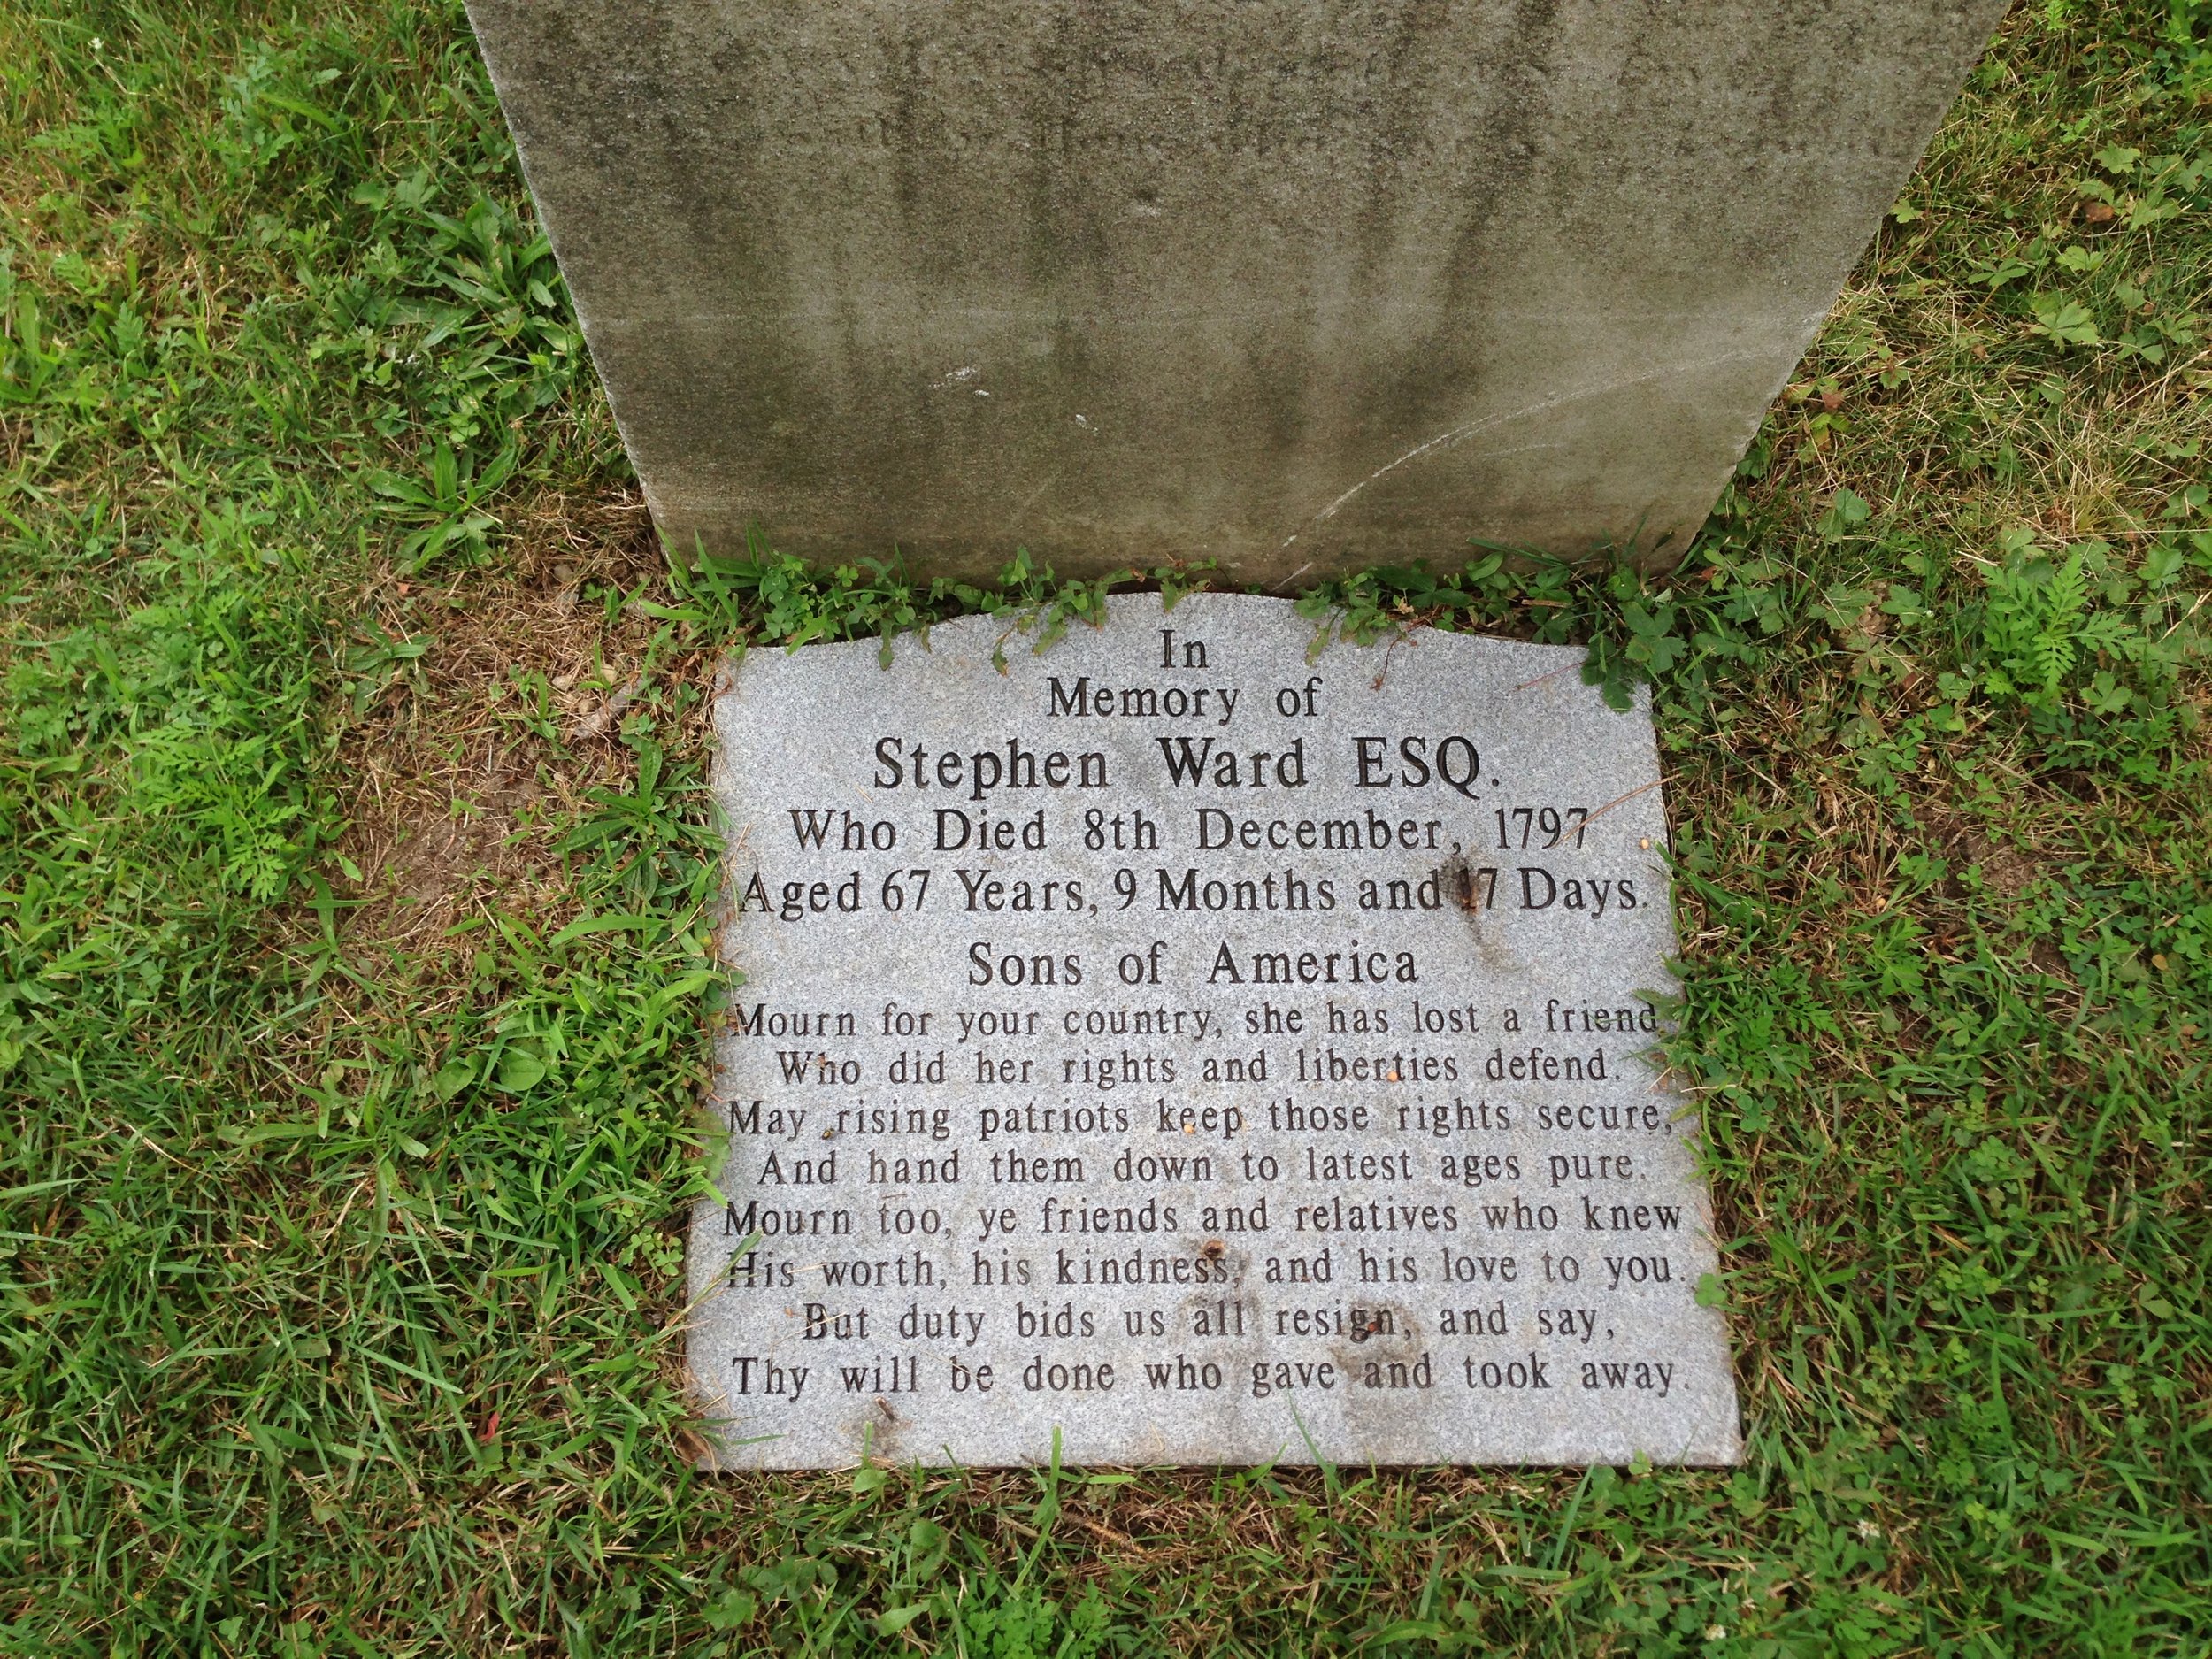 In
Memory of
Stephen Ward ESQ.
Who Died 8th December, 1797
Aged 67 Years, 9 Months and 17 Days.
Sons of America
Mourn for your country, she has lost a friend
Who did her rights and liberties defend.
May rising patriots keep those rights secure,
And hand them down to latest ages pure.
Mourn too, ye friends and relatives who knew
His worth, his kindness, and his love to you.
But duty bids us all resign, and say,
Thy will be done who gave and took away.